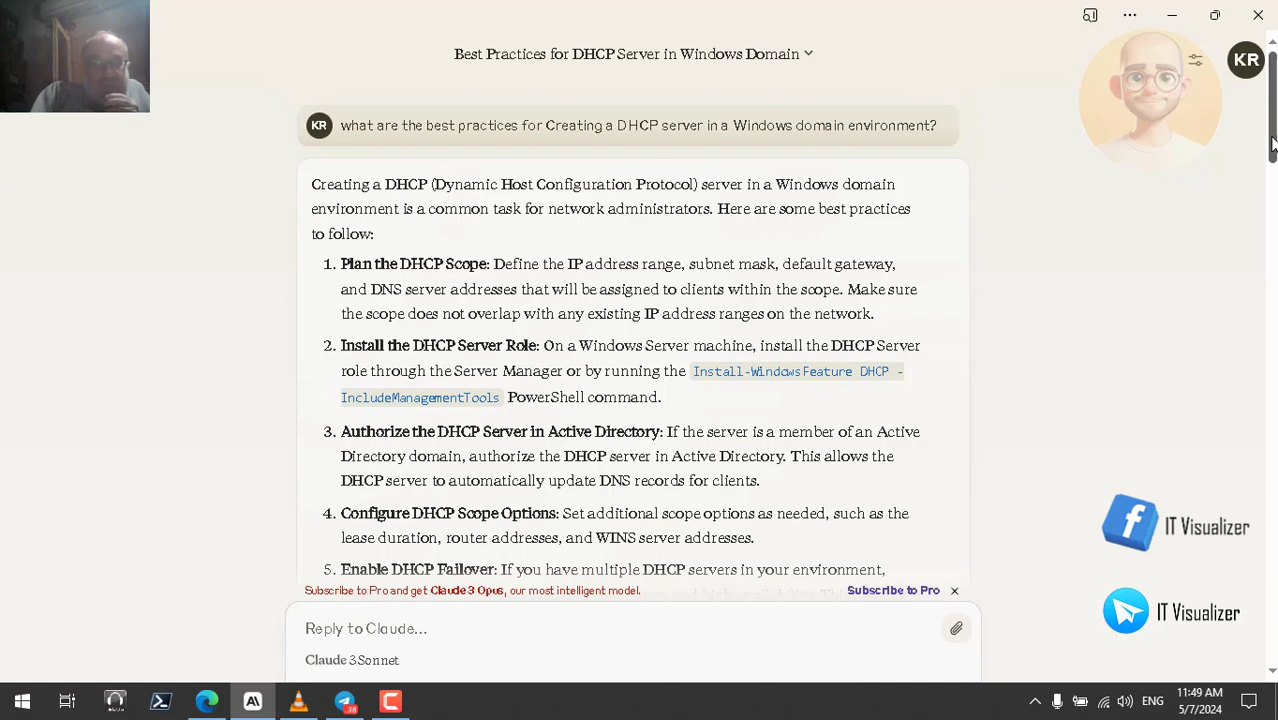 Best Practices for DHCP Server in Windows Domain
KR
KR what are the best practices for Creating a DHCP server in a Windows domain environment?
Creating a DHCP (Dynamic Host Configuration Protocol) server in a Windows domain
environment is a common task for network administrators. Here are some best practices
to follow:
1. Plan the DHCP Scope: Define the IP address range, subnet mask, default gateway,
and DNS server addresses that will be assigned to clients within the scope. Make sure
the scope does not overlap with any existing IP address ranges on the network.
2. Install the DHCP Server Role: On a Windows Server machine, install the DHCP Server
role through the Server Manager or by running the Install-WindowsFeature DHCP -
IncludeManagementTools PowerShell command.
3. Authorize the DHCP Server in Active Directory: If the server is a member of an Active
Directory domain, authorize the DHCP server in Active Directory. This allows the
DHCP server to automatically update DNS records for clients.
4. Configure DHCP Scope Options: Set additional scope options as needed, such as the
lease duration, router addresses, and WINS server addresses.
5. Enable DHCP Failover: If you have multiple DHCP servers in your environment,
Subscribe to Pro and get Claude 3 Opus, our most intelligent model. Subscribe to Pro
Reply to Claude...
Claude 3 Sonnet
IT Visualizer
IT Visualizer
38
ENG
11:49 AM
5/7/2024